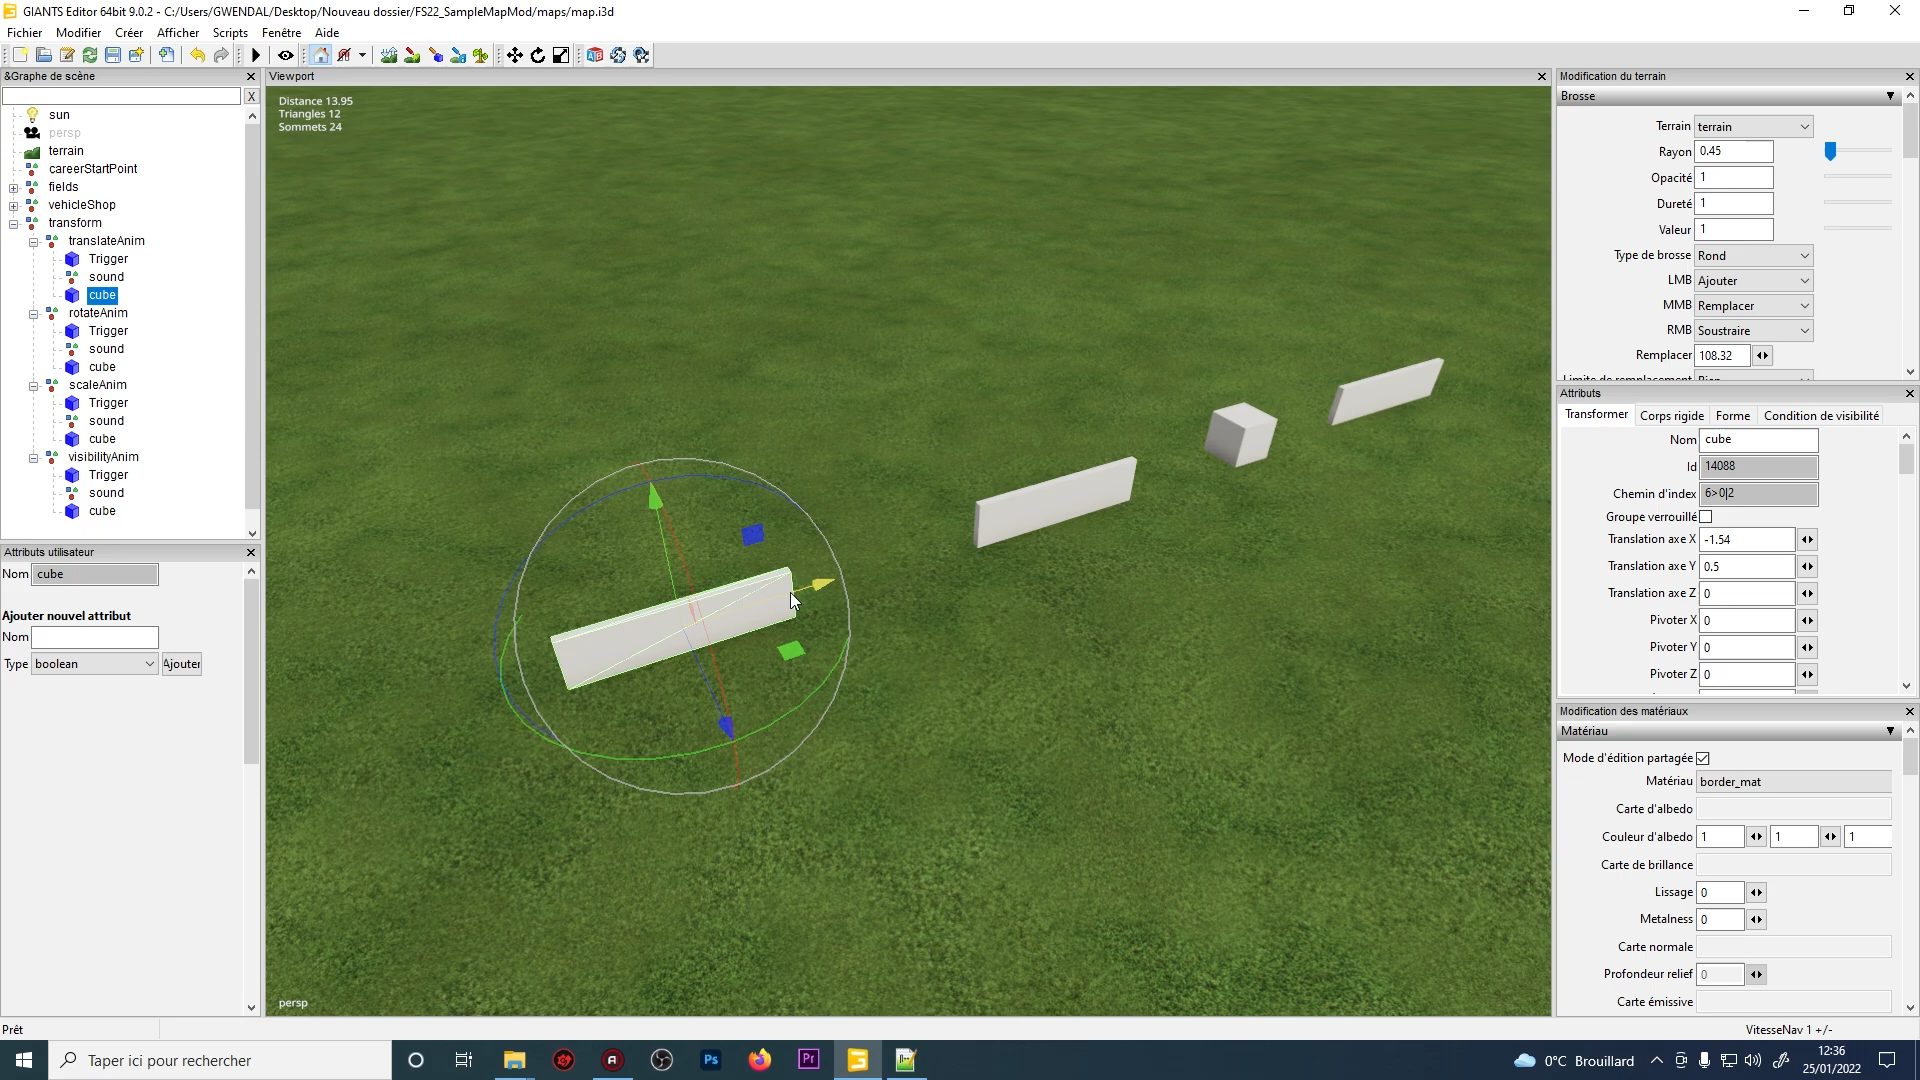 GIANTS Editor 64bit 9.0.2 - C:/Users/GWENDAL/Desktop/Nouveau dossier/FS22_SampleMapMod/maps/map.i3d
Fichier Modifier Créer Afficher Scripts Fenêtre Aide
&Graphe de scène
X
sun
persp
terrain
careerStartPoint
fields
vehicleShop
transform
translateAnim
Trigger
sound
cube
rotateAnim
Trigger
sound
cube
scaleAnim
Trigger
sound
cube
visibilityAnim
Trigger
sound
cube
Attributs utilisateur
Nom cube
Ajouter nouvel attribut
Nom
Type boolean Ajouter
Viewport
Distance 13.95
Triangles 12
Sommets 24
persp
Modification du terrain
Brosse
Terrain terrain
Rayon 0.45
Opacité 1
Dureté 1
Valeur 1
Type de brosse Rond
LMB Ajouter
MMB Remplacer
RMB Soustraire
Remplacer 108.32
Limite de remplacement Rien
Attributs
Transformer Corps rigide Forme Condition de visibilité
Nom cube
Id 14088
Chemin d'index 6>0|2
Groupe verrouillé
Translation axe X -1.54
Translation axe Y 0.5
Translation axe Z 0
Pivoter X 0
Pivoter Y 0
Pivoter Z 0
Modification des matériaux
Matériau
Mode d'édition partagée
Matériau border_mat
Carte d'albedo
Couleur d'albedo 1 1 1
Carte de brillance
Lissage 0
Metalness 0
Carte normale
Profondeur relief 0
Carte émissive
Prêt
VitesseNav 1 +/-
Taper ici pour rechercher
Ps
Pr
0°C Brouillard
12:36
25/01/2022